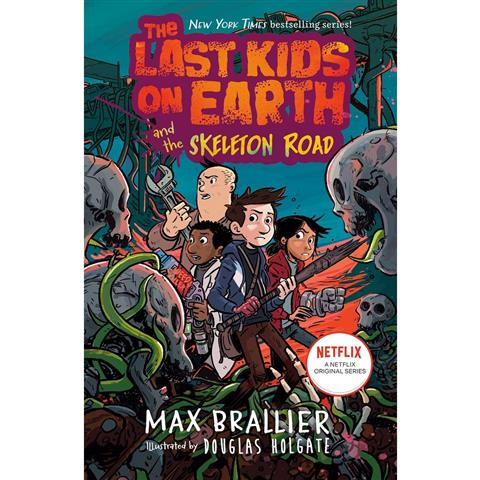 New York Times bestselling series!
THE
LAST KIDS
ON EARTH
and the SKELETON ROAD
NETFLIX
A NETFLIX
ORIGINAL SERIES
MAX BRALLIER
Illustrated by DOUGLAS HOLGATE